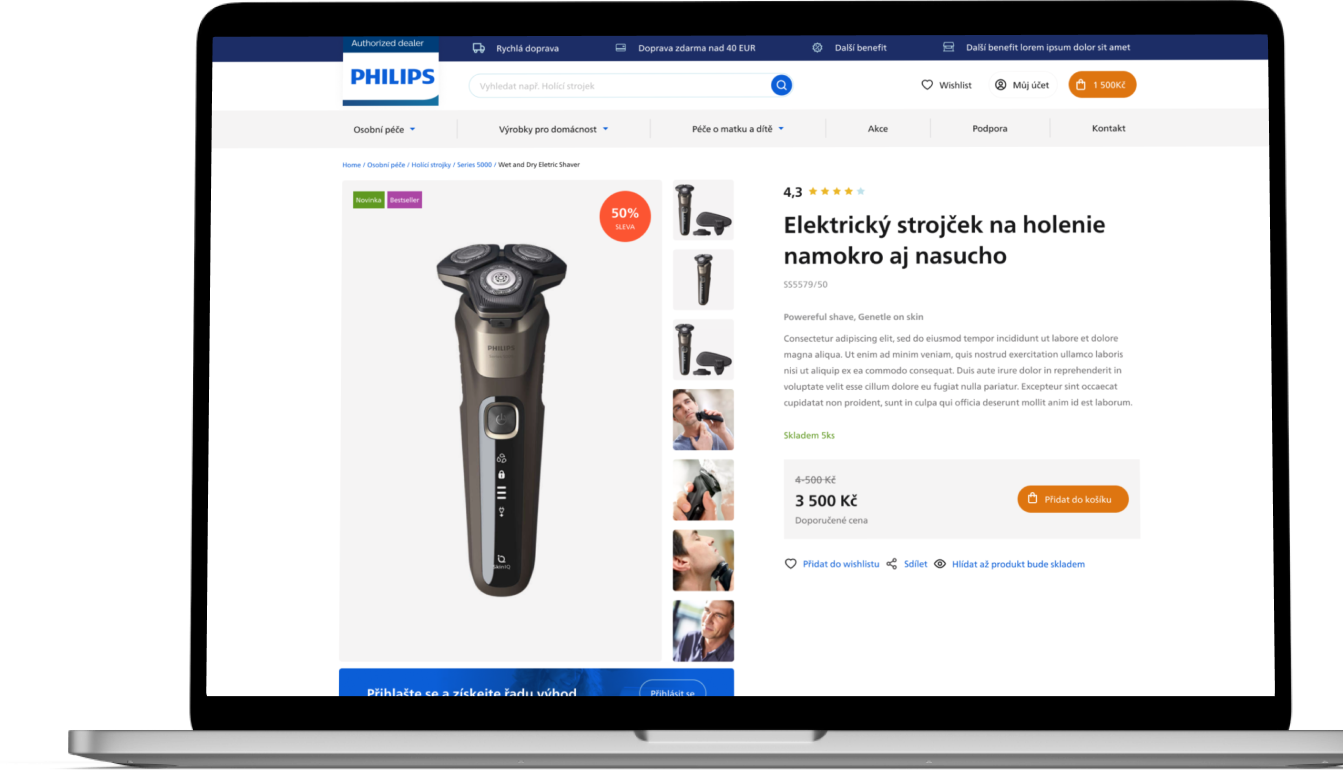 Authorized dealer
PHILIPS
Rychlá doprava
Doprava zdarma nad 40 EUR
Další benefit
Další benefit lorem ipsum dolor sit amet
Vyhledat např. Holicí strojek
Wishlist
Můj účet
1 500Kč
Osobní péče
Výrobky pro domácnost
Péče o matku a dítě
Akce
Podpora
Kontakt
Home / Osobní péče / Holicí strojky / Series 5000 / Wet and Dry Eletric Shaver
Novinka
Bestseller
50%
SLEVA
PHILIPS
SkinIQ
4,3
Elektrický strojček na holenie
namokro aj nasucho
S55579/50
Powereful shave, Genetle on skin
Consectetur adipiscing elit, sed do eiusmod tempor incididunt ut labore et dolore
magna aliqua. Ut enim ad minim veniam, quis nostrud exercitation ullamco laboris
nisi ut aliquip ex ea commodo consequat. Duis aute irure dolor in reprehenderit in
voluptate velit esse cillum dolore eu fugiat nulla pariatur. Excepteur sint occaecat
cupidatat non proident, sunt in culpa qui officia deserunt mollit anim id est laborum.
Skladem 5ks
4-500 Kč
3 500 Kč
Doporučené cena
Přidat do košíku
Přidat do wishlistu
Sdílet
Hlídat až produkt bude skladem
Přihlašte se a získejte řadu výhod
Přihlásit se